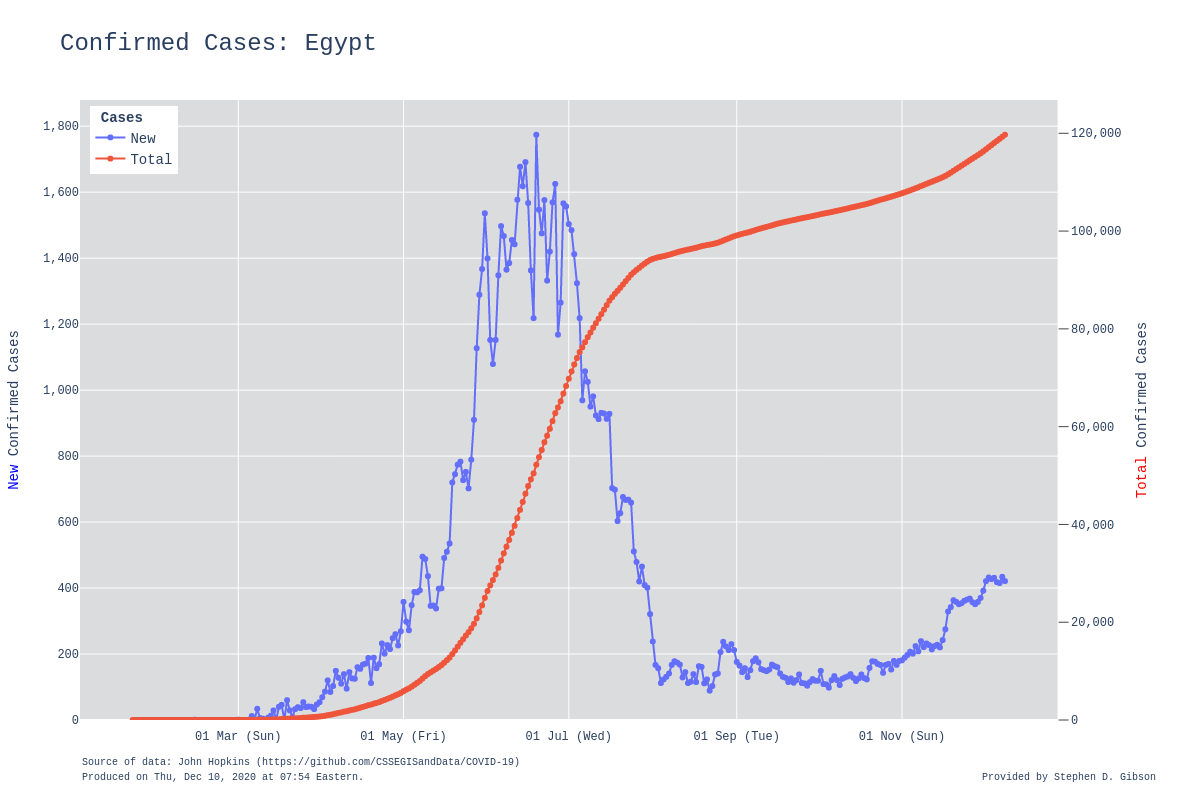 Confirmed Cases: Egypt
Cases
New
Total
1,800
1,600
1,400
1,200
1,000
800
600
400
200
0
120,000
100,000
80,000
60,000
40,000
20,000
0
New Confirmed Cases
Total Confirmed Cases
01 Mar (Sun)
01 May (Fri)
01 Jul (Wed)
01 Sep (Tue)
01 Nov (Sun)
Source of data: John Hopkins (https://github.com/CSSEGISandData/COVID-19)
Produced on Thu, Dec 10, 2020 at 07:54 Eastern.
Provided by Stephen D. Gibson